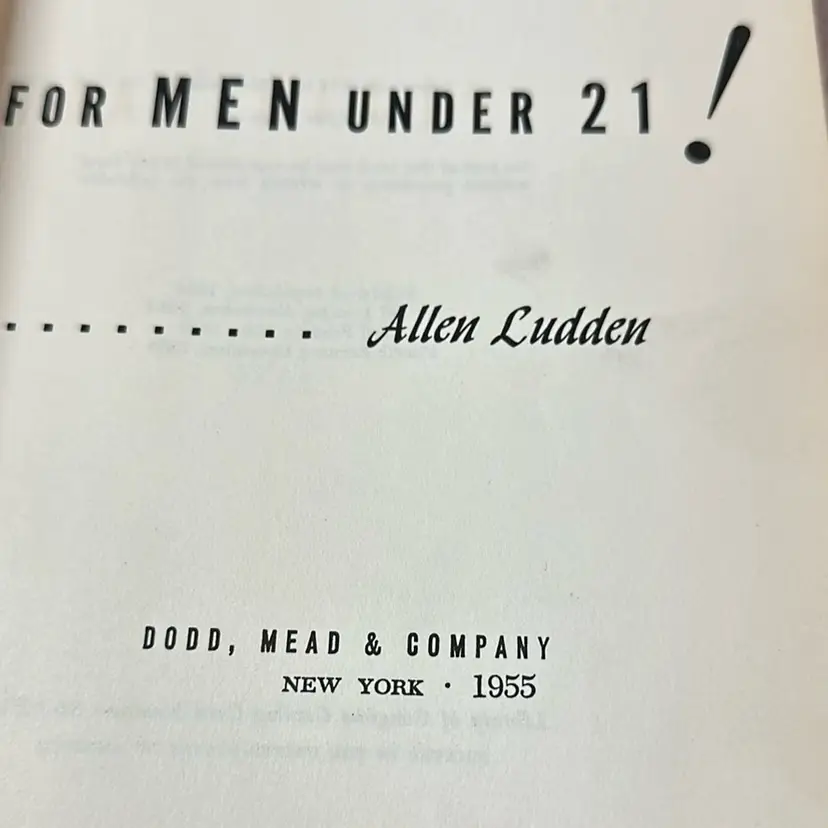 FOR MEN UNDER 21!
.......... Allen Ludden
DODD, MEAD & COMPANY
NEW YORK · 1955